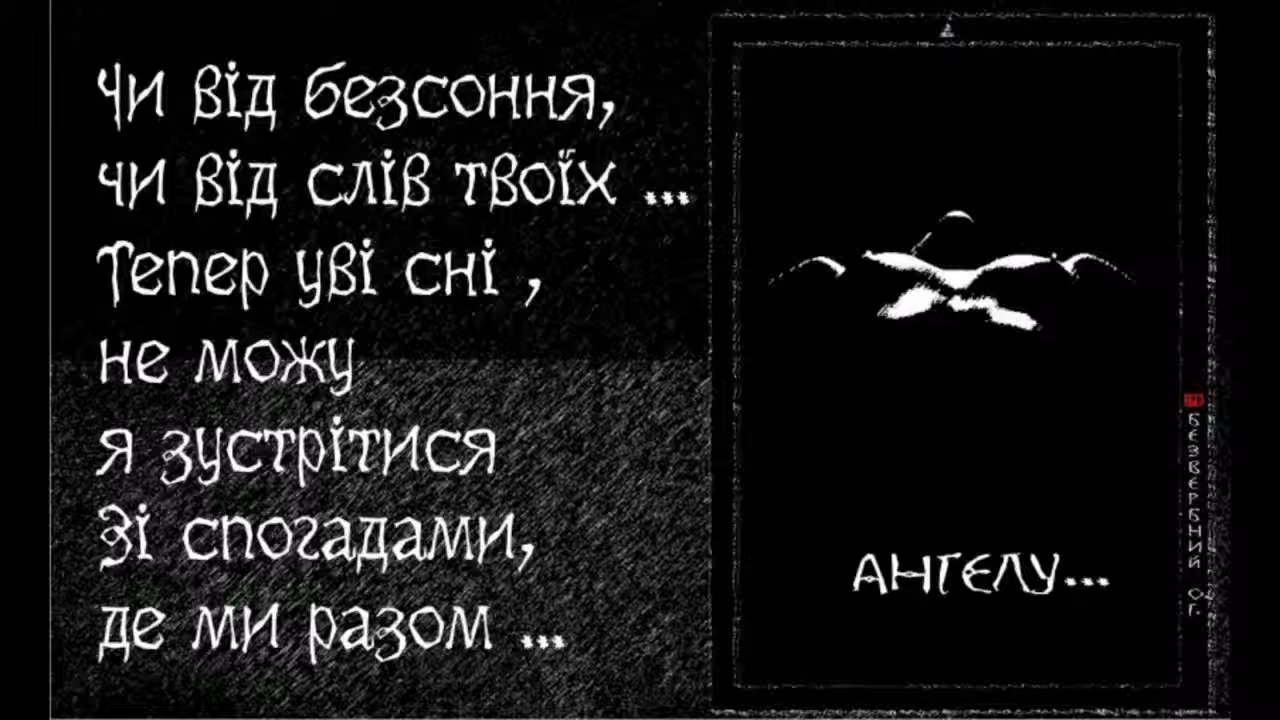 Чи від безсоння,
чи від слів твоїх ...
Тепер уві сні ,
не можу
я зустрітися
Зі спогадами,
де ми разом ...
АНГЕЛУ...
БЕЗВЕРБНИЙ О. Г.